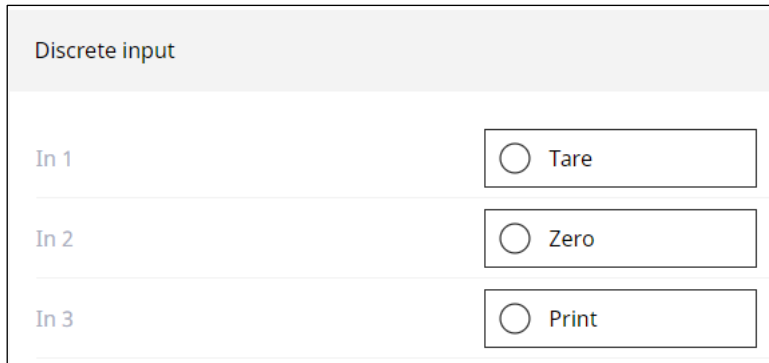 Discrete input
In 1 Tare
In 2 Zero
In 3 Print